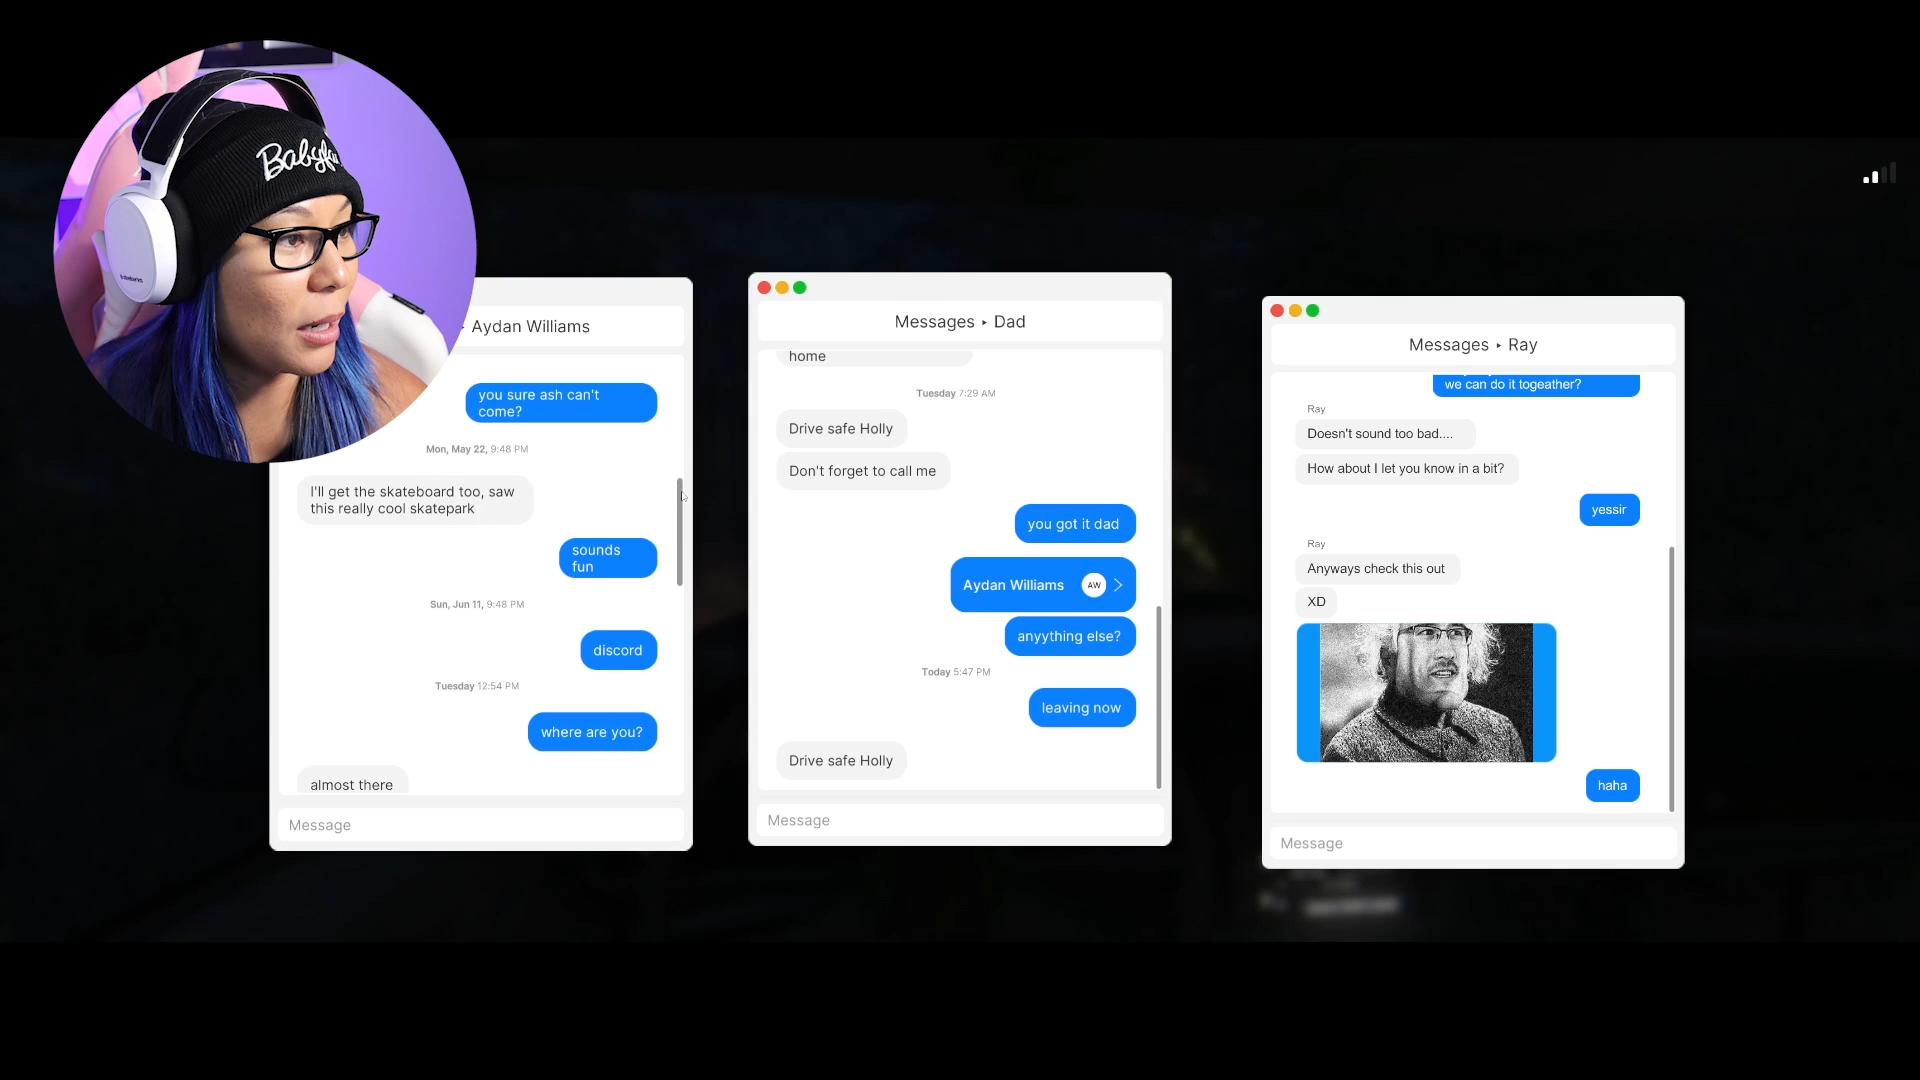 Aydan Williams
you sure ash can't
come?
Mon, May 22, 9:48 PM
I'll get the skateboard too, saw
this really cool skatepark
sounds
fun
Sun, Jun 11, 9:48 PM
discord
Tuesday 12:54 PM
where are you?
almost there
Message
Messages ‣ Dad
home
Tuesday 7:29 AM
Drive safe Holly
Don't forget to call me
you got it dad
Aydan Williams AW
anyything else?
Today 5:47 PM
leaving now
Drive safe Holly
Message
Messages ‣ Ray
we can do it togeather?
Ray
Doesn't sound too bad....
How about I let you know in a bit?
yessir
Ray
Anyways check this out
XD
haha
Message